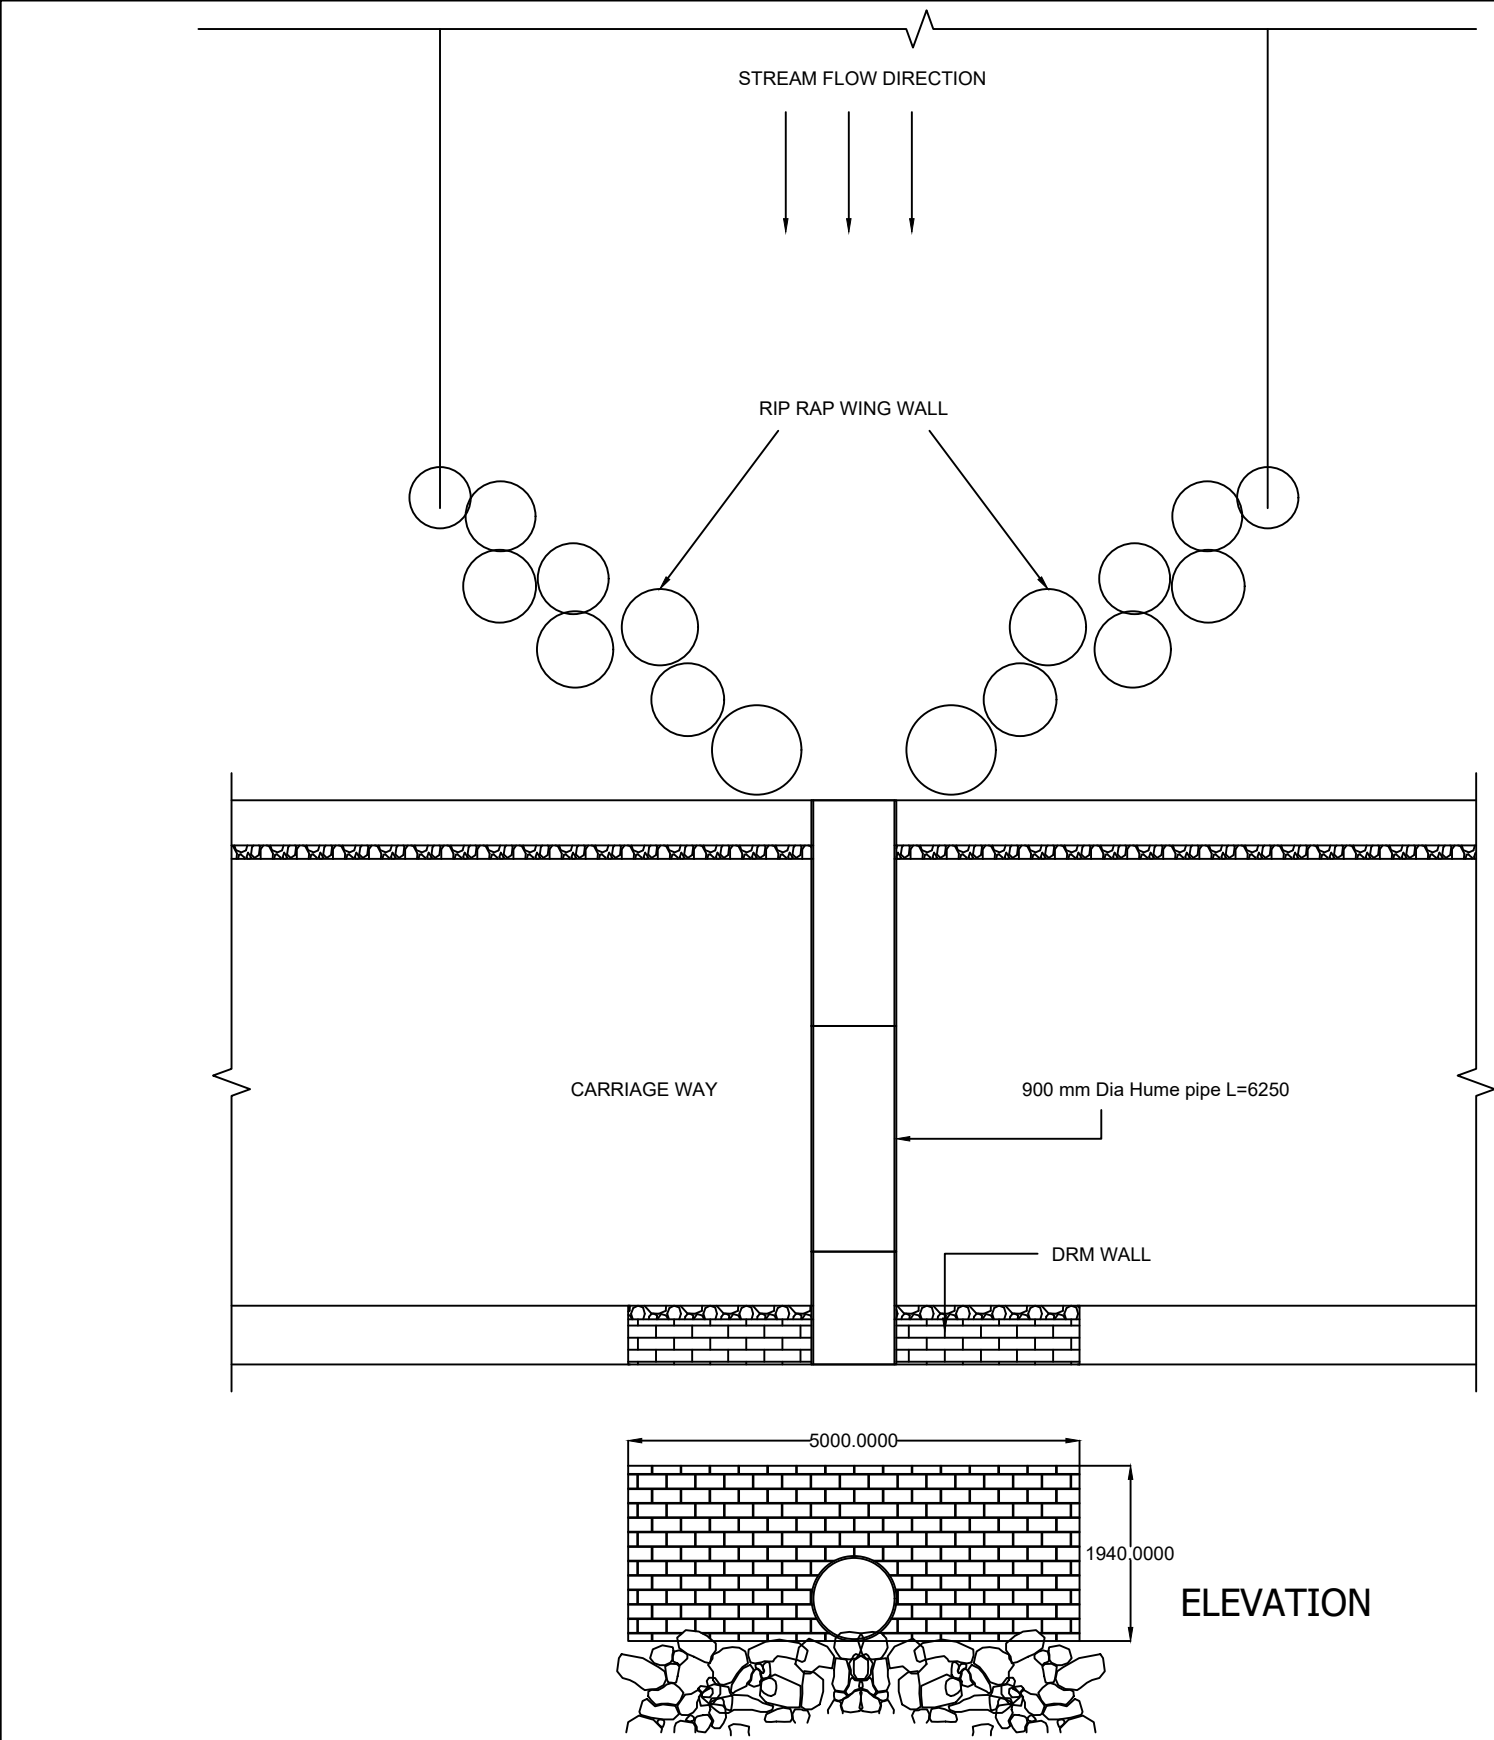 STREAM FLOW DIRECTION
RIP RAP WING WALL
CARRIAGE WAY
900 mm Dia Hume pipe L=6250
DRM WALL
5000.0000
1940.0000
ELEVATION